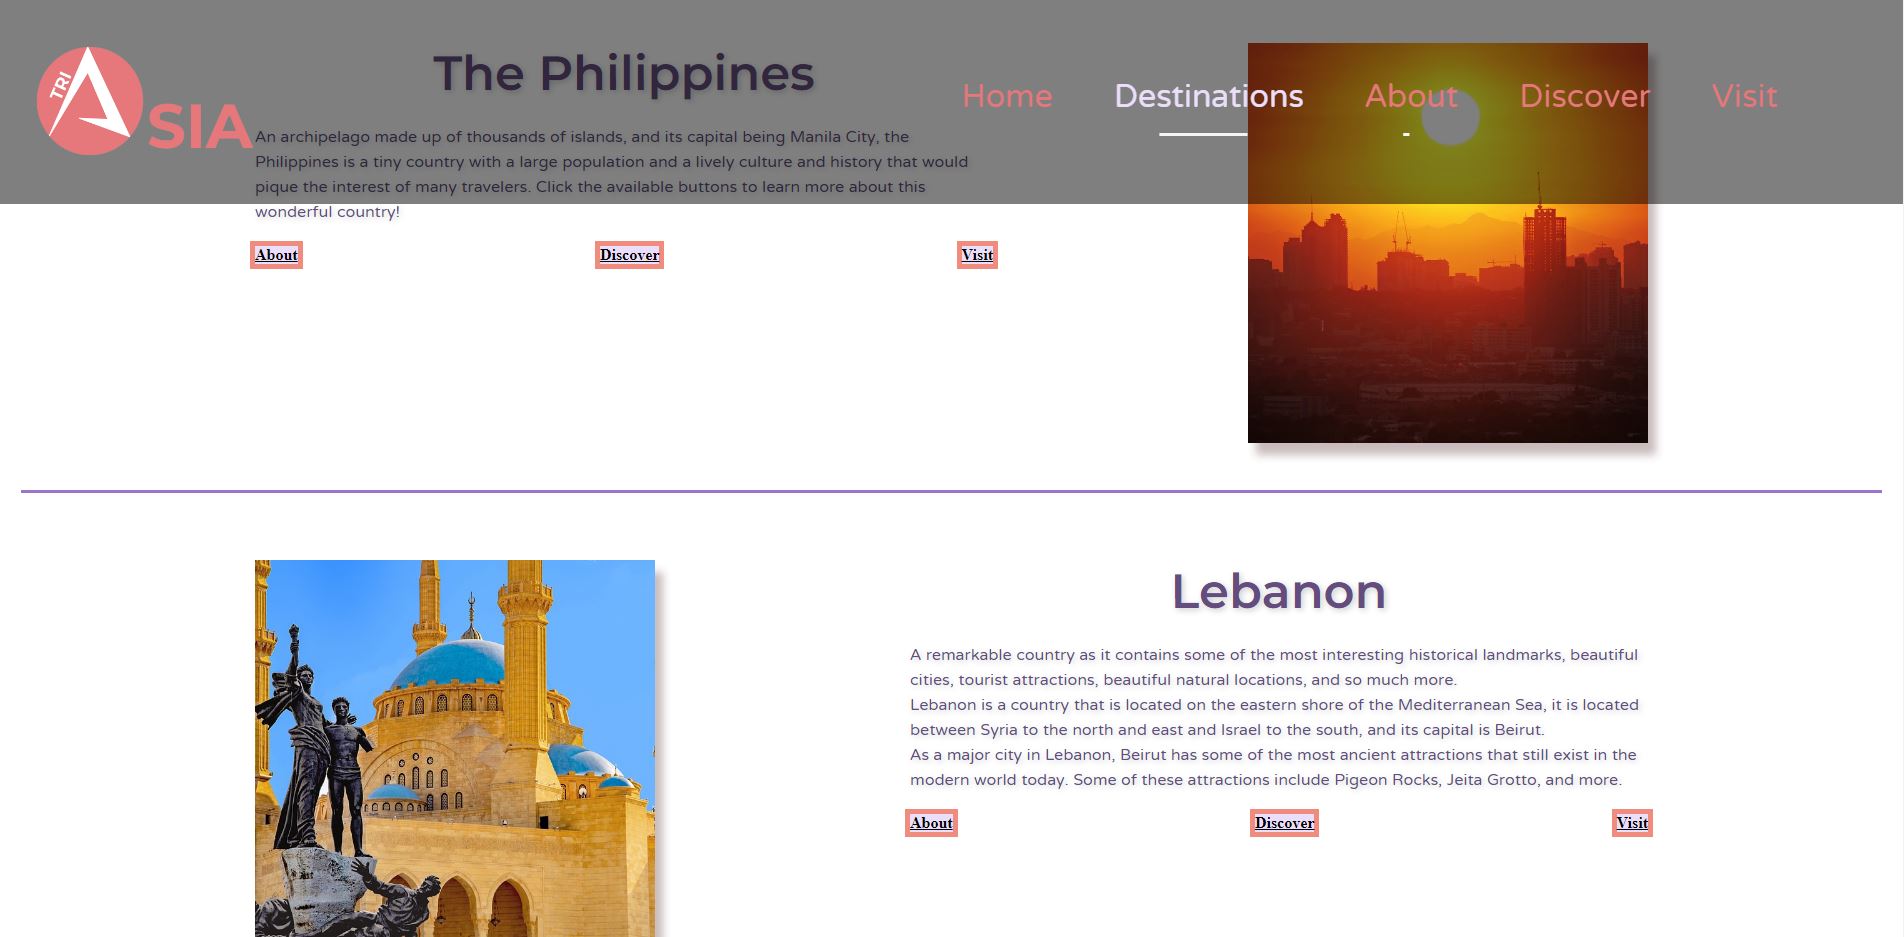 TRI
ASIA
Home Destinations About Discover Visit
The Philippines
An archipelago made up of thousands of islands, and its capital being Manila City, the
Philippines is a tiny country with a large population and a lively culture and history that would
pique the interest of many travelers. Click the available buttons to learn more about this
wonderful country!
About Discover Visit
Lebanon
A remarkable country as it contains some of the most interesting historical landmarks, beautiful
cities, tourist attractions, beautiful natural locations, and so much more.
Lebanon is a country that is located on the eastern shore of the Mediterranean Sea, it is located
between Syria to the north and east and Israel to the south, and its capital is Beirut.
As a major city in Lebanon, Beirut has some of the most ancient attractions that still exist in the
modern world today. Some of these attractions include Pigeon Rocks, Jeita Grotto, and more.
About Discover Visit